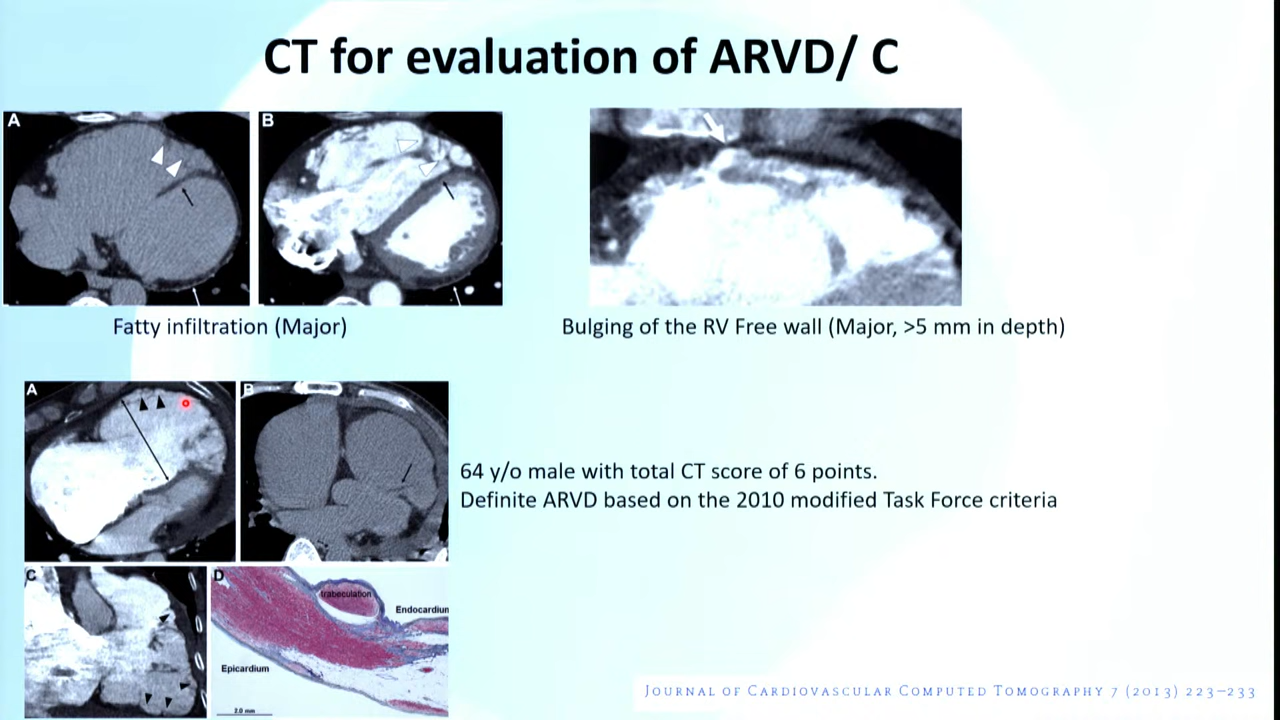 CT for evaluation of ARVD/ C
A
B
Fatty infiltration (Major)
Bulging of the RV Free wall (Major, >5 mm in depth)
A
B
64 y/o male with total CT score of 6 points.
Definite ARVD based on the 2010 modified Task Force criteria
C
D
trabeculation
Endocardium
Epicardium
2.0 mm
JOURNAL OF CARDIOVASCULAR COMPUTED TOMOGRAPHY 7 (2013) 223–233